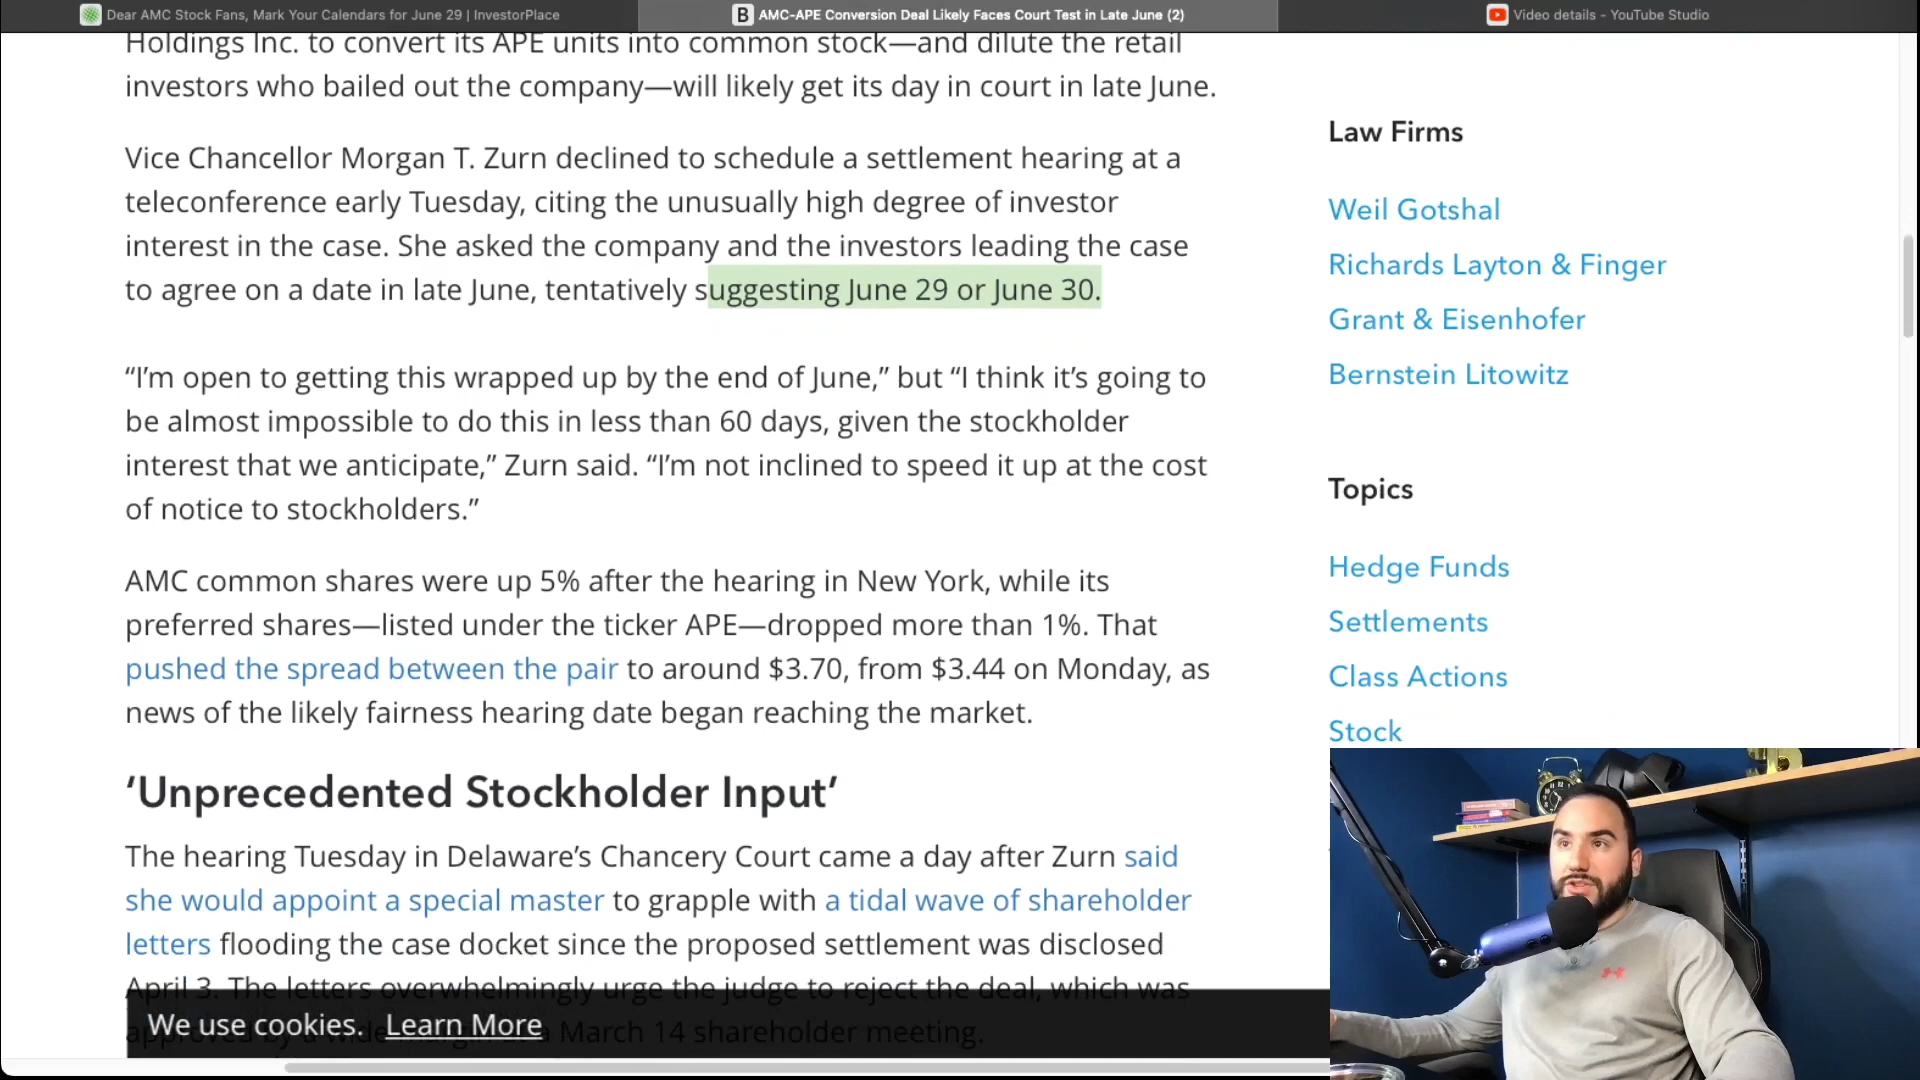 Dear AMC Stock Fans, Mark Your Calendars for June 29 | InvestorPlace
B AMC-APE Conversion Deal Likely Faces Court Test in Late June (2)
Video details - YouTube Studio
Holdings Inc. to convert its APE units into common stock—and dilute the retail
investors who bailed out the company—will likely get its day in court in late June.
Vice Chancellor Morgan T. Zurn declined to schedule a settlement hearing at a
teleconference early Tuesday, citing the unusually high degree of investor
interest in the case. She asked the company and the investors leading the case
to agree on a date in late June, tentatively suggesting June 29 or June 30.
“I’m open to getting this wrapped up by the end of June,” but “I think it’s going to
be almost impossible to do this in less than 60 days, given the stockholder
interest that we anticipate,” Zurn said. “I’m not inclined to speed it up at the cost
of notice to stockholders.”
AMC common shares were up 5% after the hearing in New York, while its
preferred shares—listed under the ticker APE—dropped more than 1%. That
pushed the spread between the pair to around $3.70, from $3.44 on Monday, as
news of the likely fairness hearing date began reaching the market.
‘Unprecedented Stockholder Input’
The hearing Tuesday in Delaware’s Chancery Court came a day after Zurn said
she would appoint a special master to grapple with a tidal wave of shareholder
letters flooding the case docket since the proposed settlement was disclosed
April 3. The letters overwhelmingly urge the judge to reject the deal, which was
approved by a wide margin at a March 14 shareholder meeting.
We use cookies. Learn More
Law Firms
Weil Gotshal
Richards Layton & Finger
Grant & Eisenhofer
Bernstein Litowitz
Topics
Hedge Funds
Settlements
Class Actions
Stock